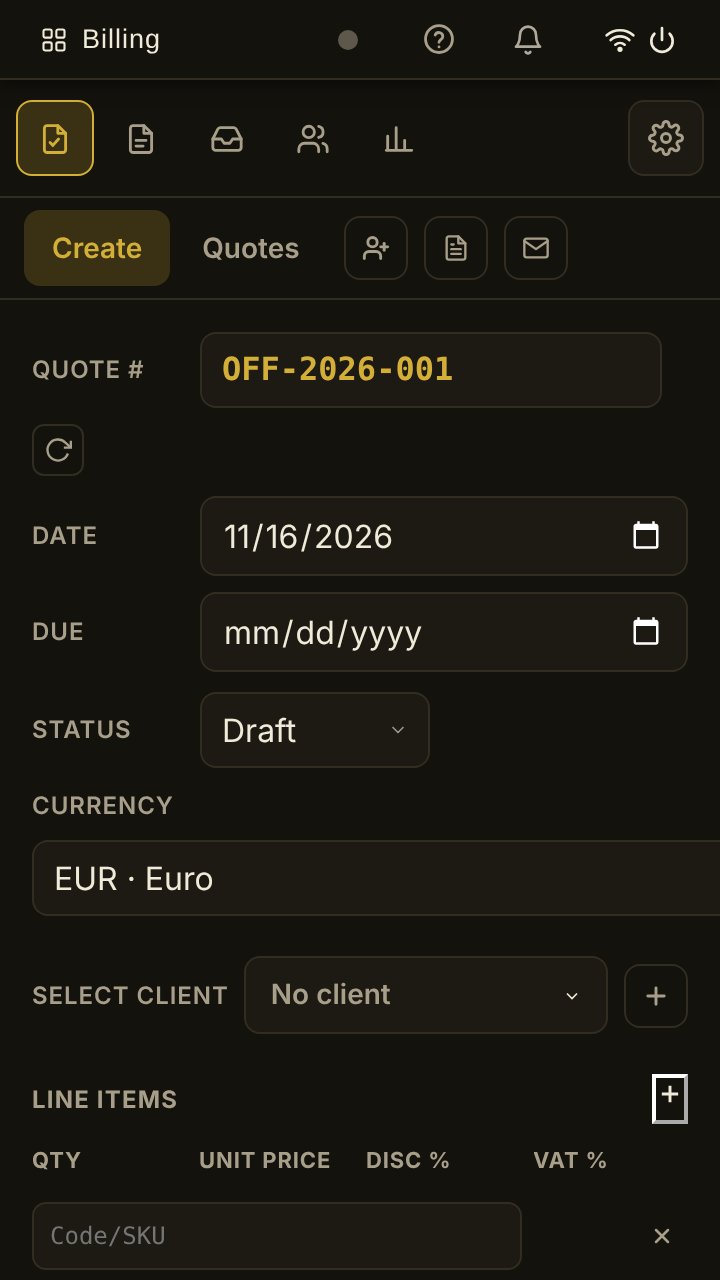 Billing
Create Quotes
QUOTE # OFF-2026-001
DATE 11/16/2026
DUE mm/dd/yyyy
STATUS Draft
CURRENCY
EUR · Euro
SELECT CLIENT No client +
LINE ITEMS +
QTY UNIT PRICE DISC % VAT %
Code/SKU ×